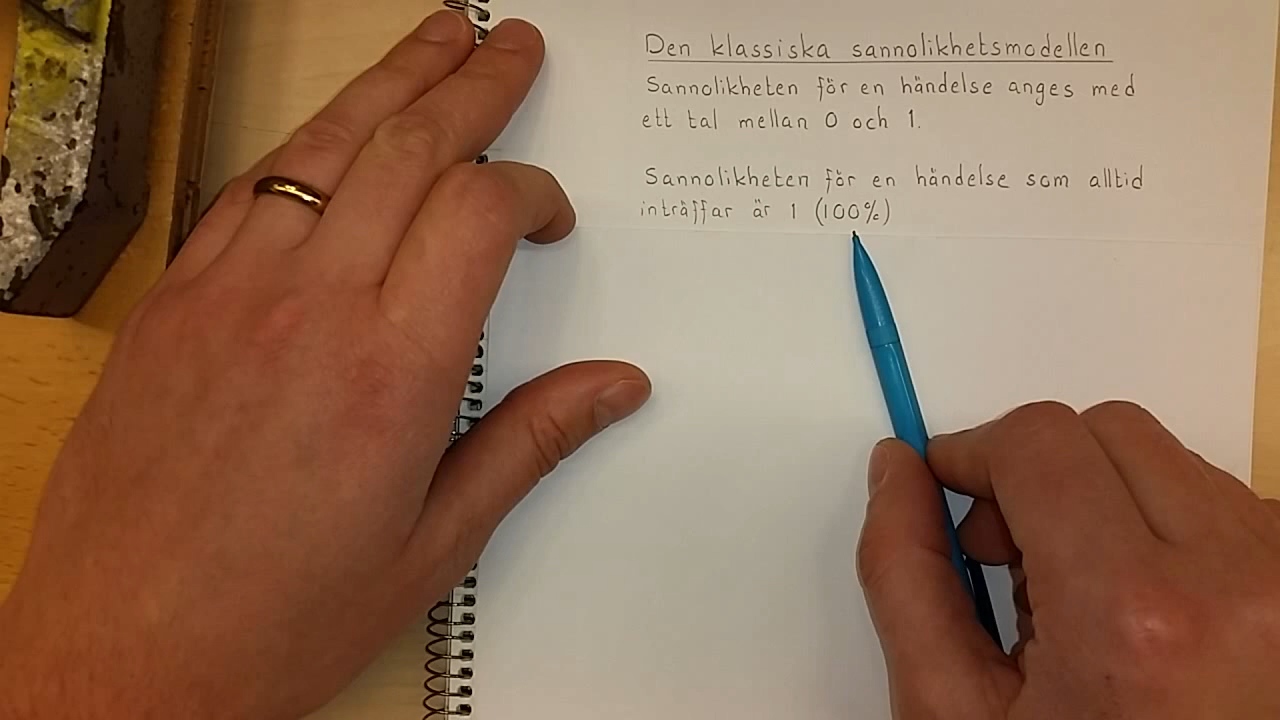 Den klassiska sannolikhetsmodellen
Sannolikheten för en händelse anges med
ett tal mellan 0 och 1.
Sannolikheten för en händelse som alltid
inträffar är 1 (100%)